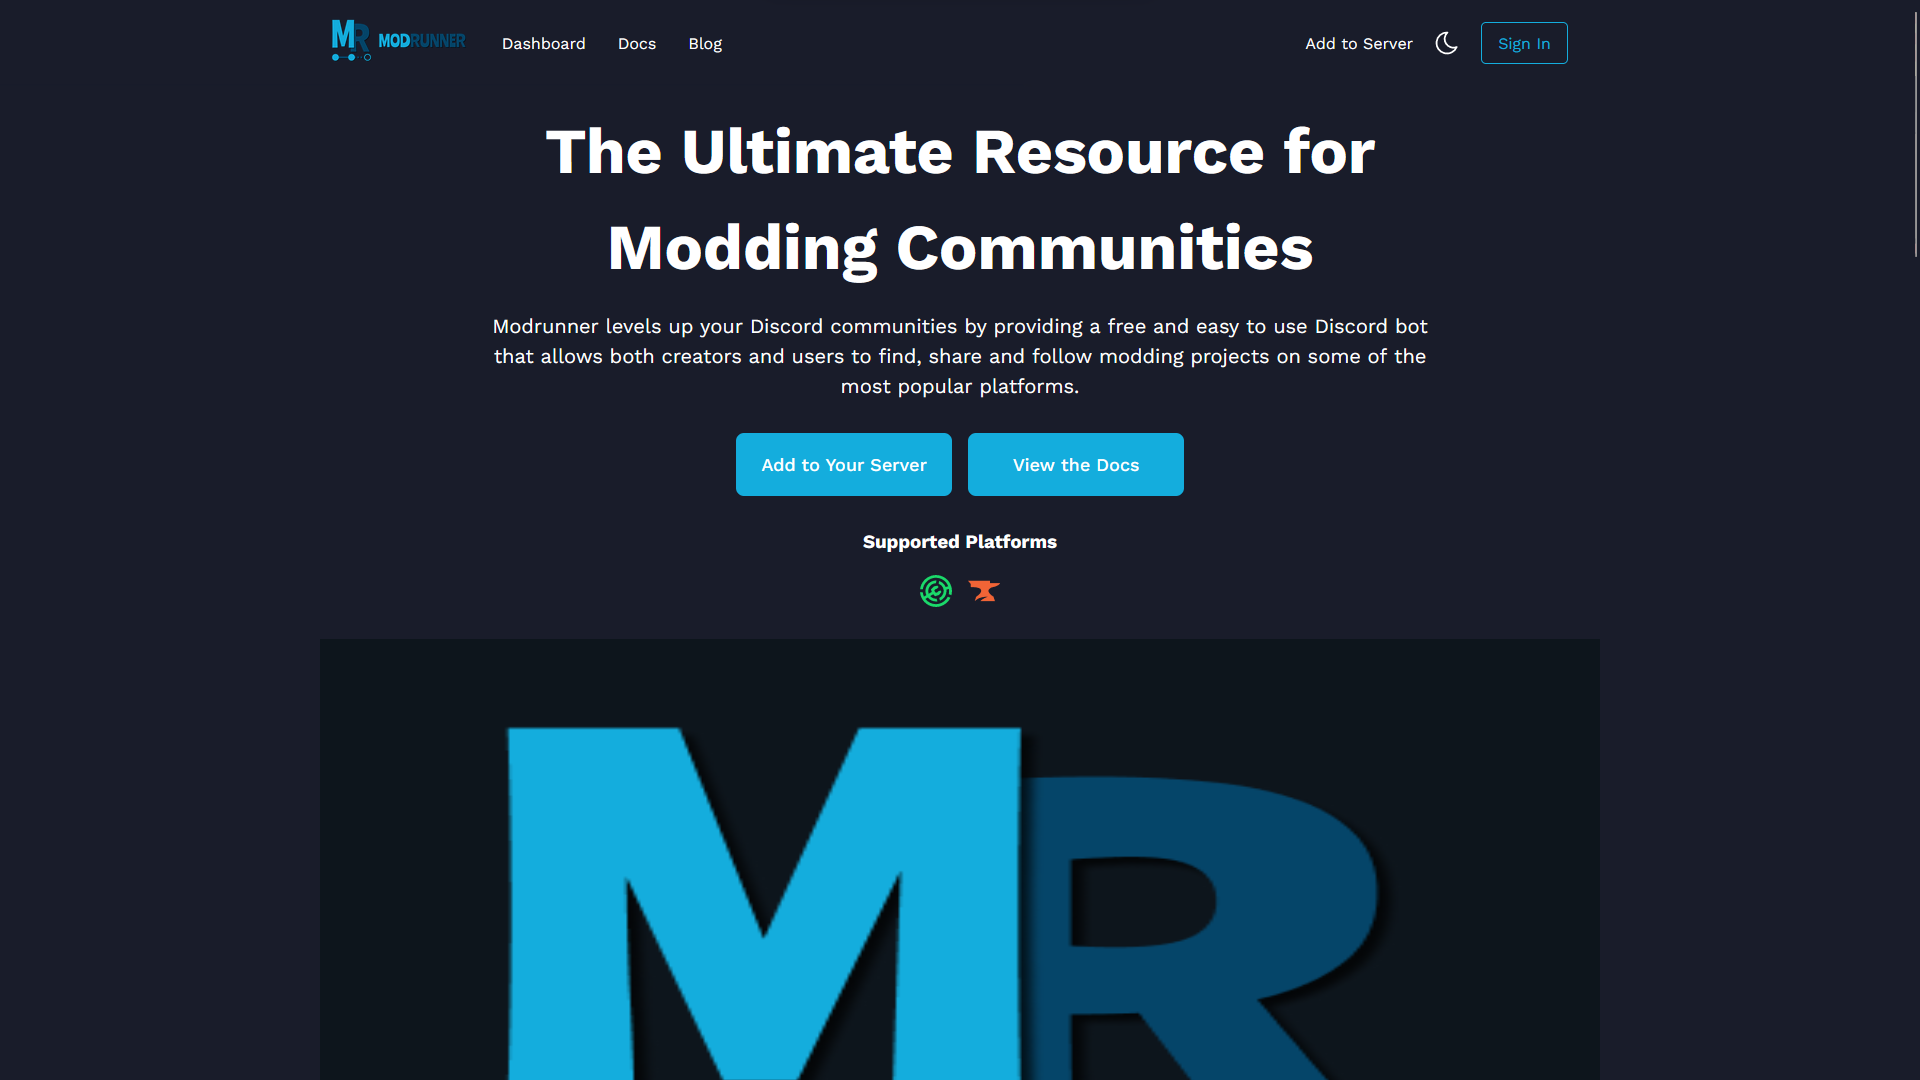 MR MODRUNNER Dashboard Docs Blog Add to Server Sign In
The Ultimate Resource for
Modding Communities
Modrunner levels up your Discord communities by providing a free and easy to use Discord bot
that allows both creators and users to find, share and follow modding projects on some of the
most popular platforms.
Add to Your Server View the Docs
Supported Platforms
MR